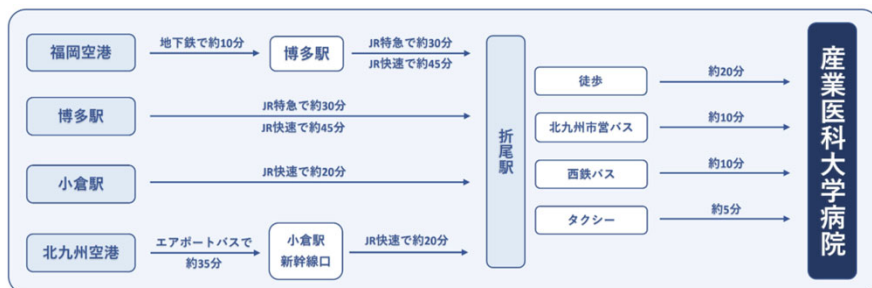 福岡空港
地下鉄で約10分
博多駅
JR特急で約30分
JR快速で約45分
博多駅
JR特急で約30分
JR快速で約45分
小倉駅
JR快速で約20分
北九州空港
エアポートバスで
約35分
小倉駅
新幹線口
JR快速で約20分
折尾駅
徒歩
約20分
北九州市営バス
約10分
西鉄バス
約10分
タクシー
約5分
産業医科大学病院